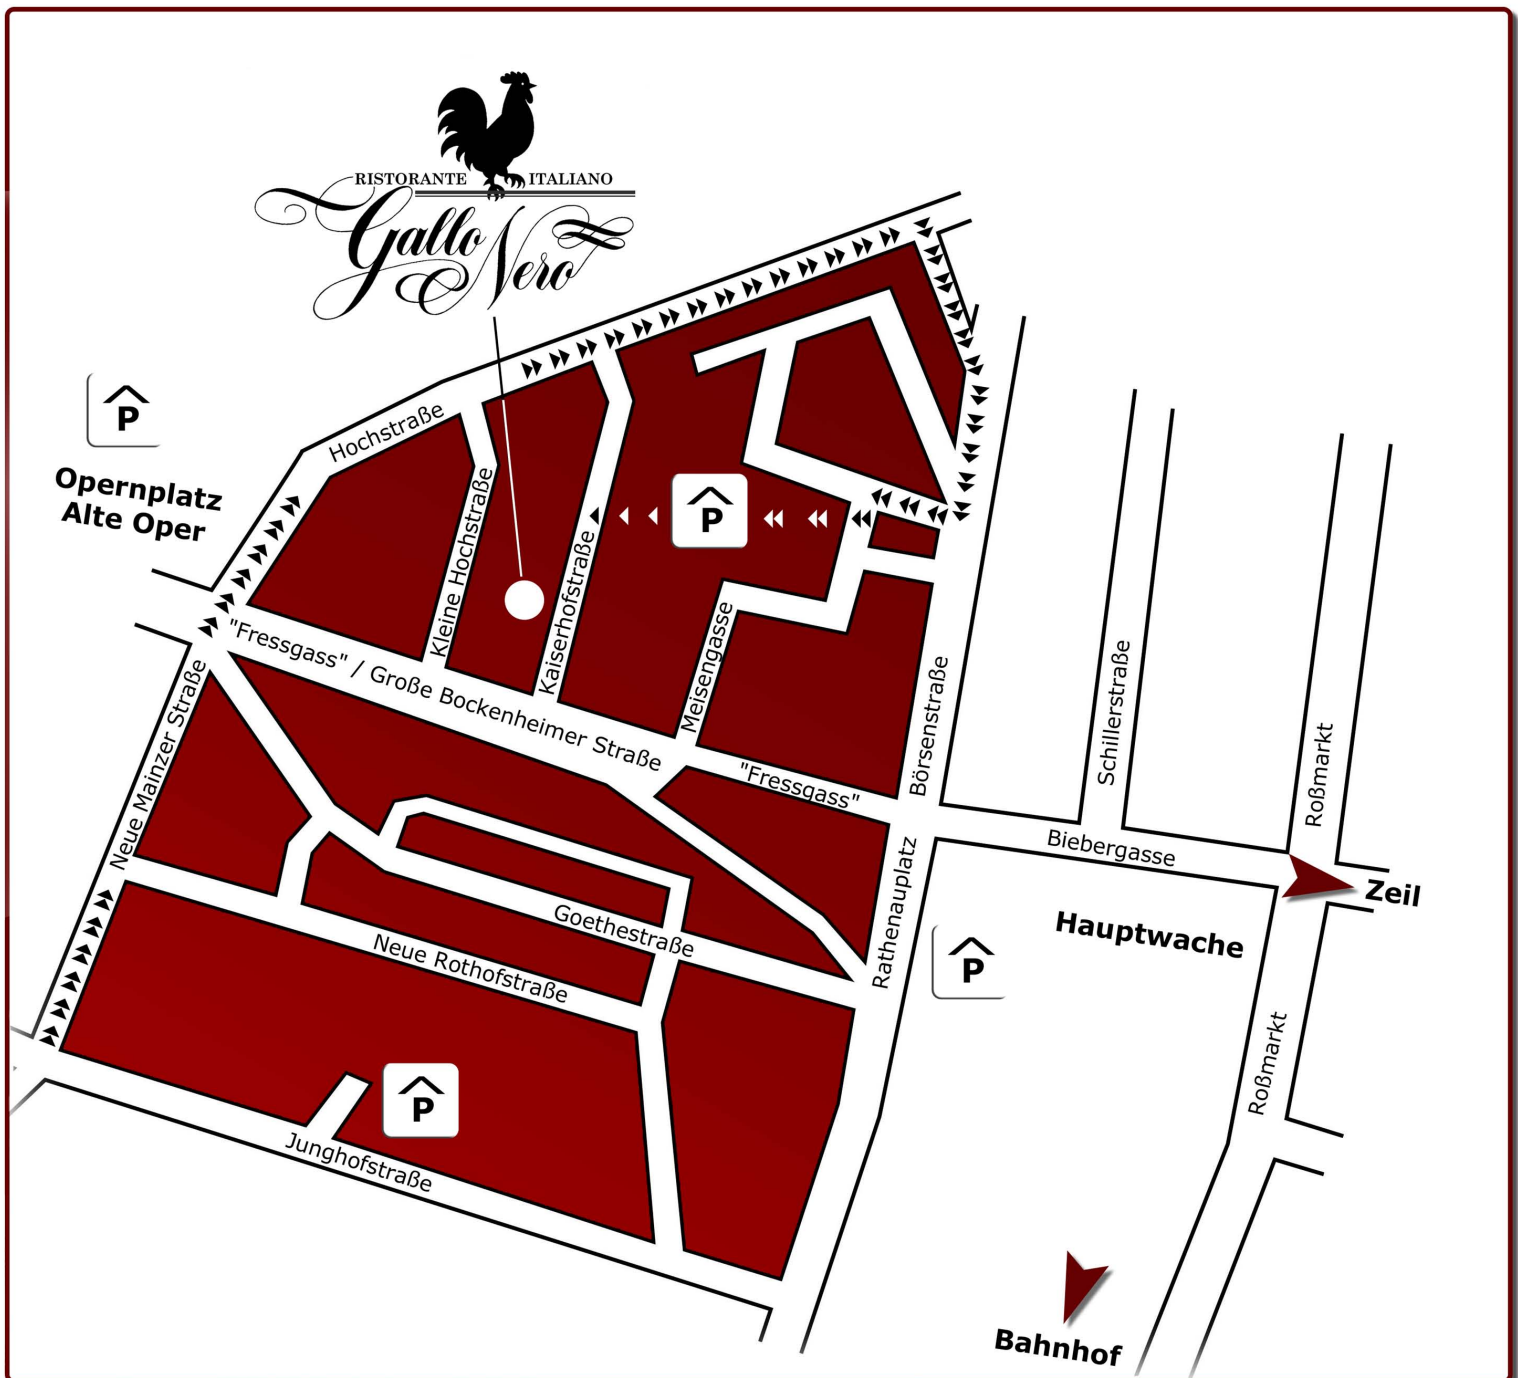 RISTORANTE ITALIANO
Gallo Nero
Hochstraße
P
Opernplatz
Alte Oper
Kleine Hochstraße
Kaiserhofstraße
P
Meisengasse
"Fressgass" / Große Bockenheimer Straße
"Fressgass"
Börsenstraße
Schillerstraße
Roßmarkt
Neue Mainzer Straße
Biebergasse
Zeil
Rathenauplatz
Hauptwache
P
Goethestraße
Neue Rothofstraße
Roßmarkt
P
Junghofstraße
Bahnhof